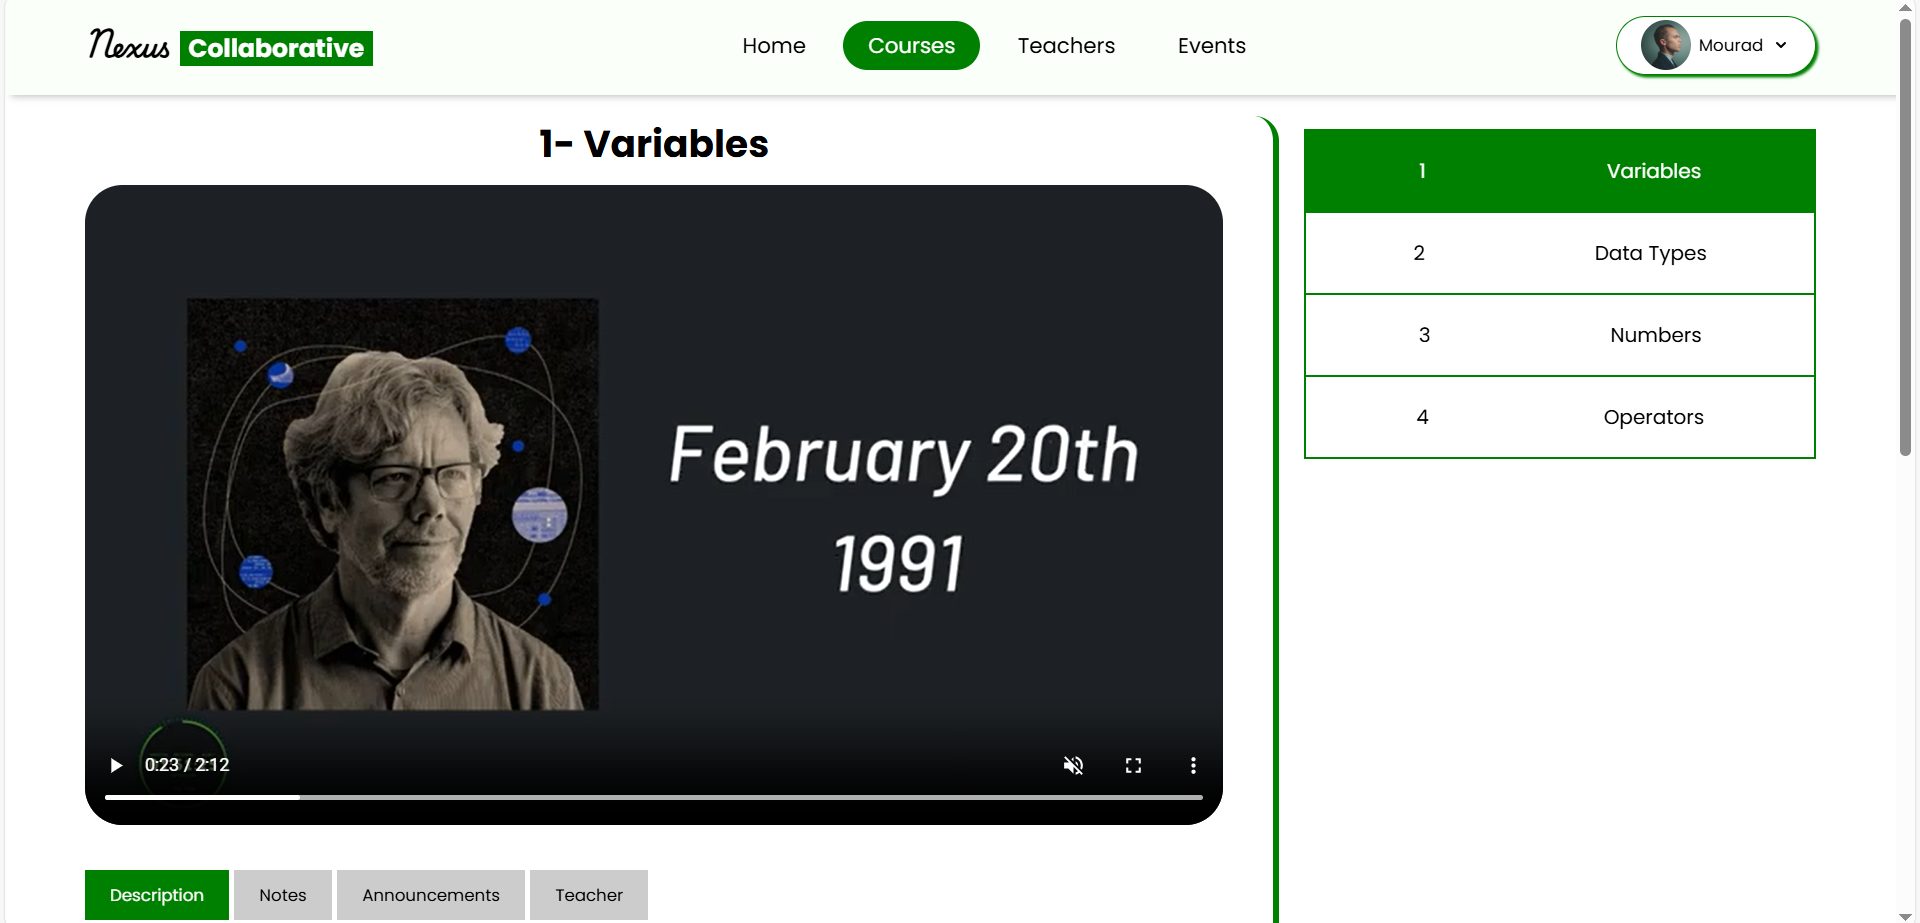 Nexus Collaborative
Home Courses Teachers Events
Mourad
1- Variables
February 20th
1991
0:23 / 2:12
Description Notes Announcements Teacher
1 Variables
2 Data Types
3 Numbers
4 Operators